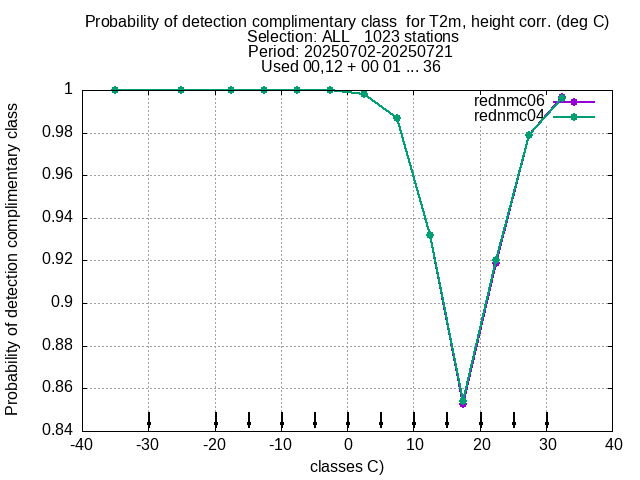 Probability of detection complimentary class  for T2m, height corr. (deg C)
Selection: ALL   1023 stations
Period: 20250702-20250721
Used 00,12 + 00 01 ... 36
rednmc06
rednmc04
Probability of detection complimentary class
1
0.98
0.96
0.94
0.92
0.9
0.88
0.86
0.84
-40 -30 -20 -10 0 10 20 30 40
classes C)